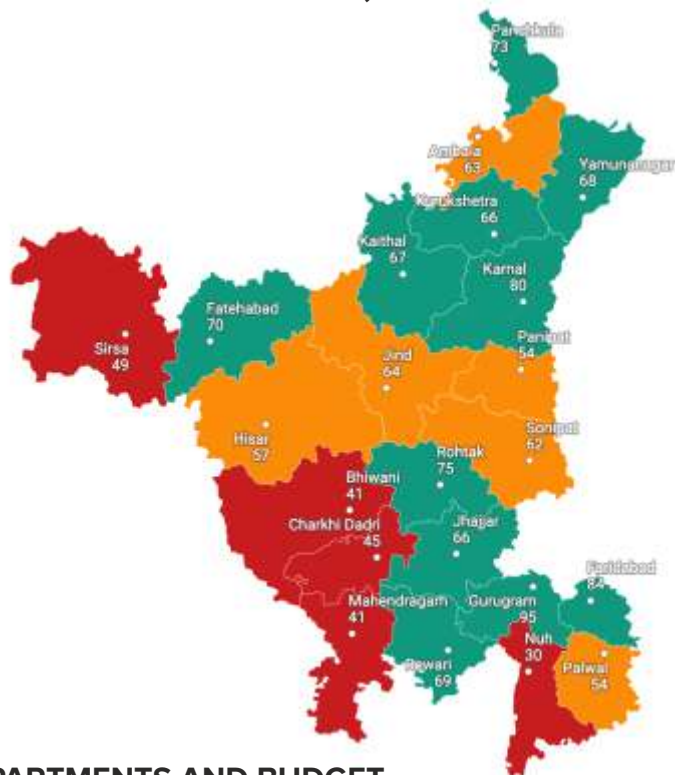 Panchkula
73
Ambala
63
Yamunanagar
68
Kurukshetra
66
Kaithal
67
Karnal
80
Fatehabad
70
Sirsa
49
Jind
64
Panipat
54
Hisar
57
Sonipat
62
Rohtak
75
Bhiwani
41
Charkhi Dadri
45
Jhajjar
66
Faridabad
84
Mahendragarh
41
Gurugram
95
Nuh
30
Rewari
69
Palwal
54
PARTMENTS AND BUDGET